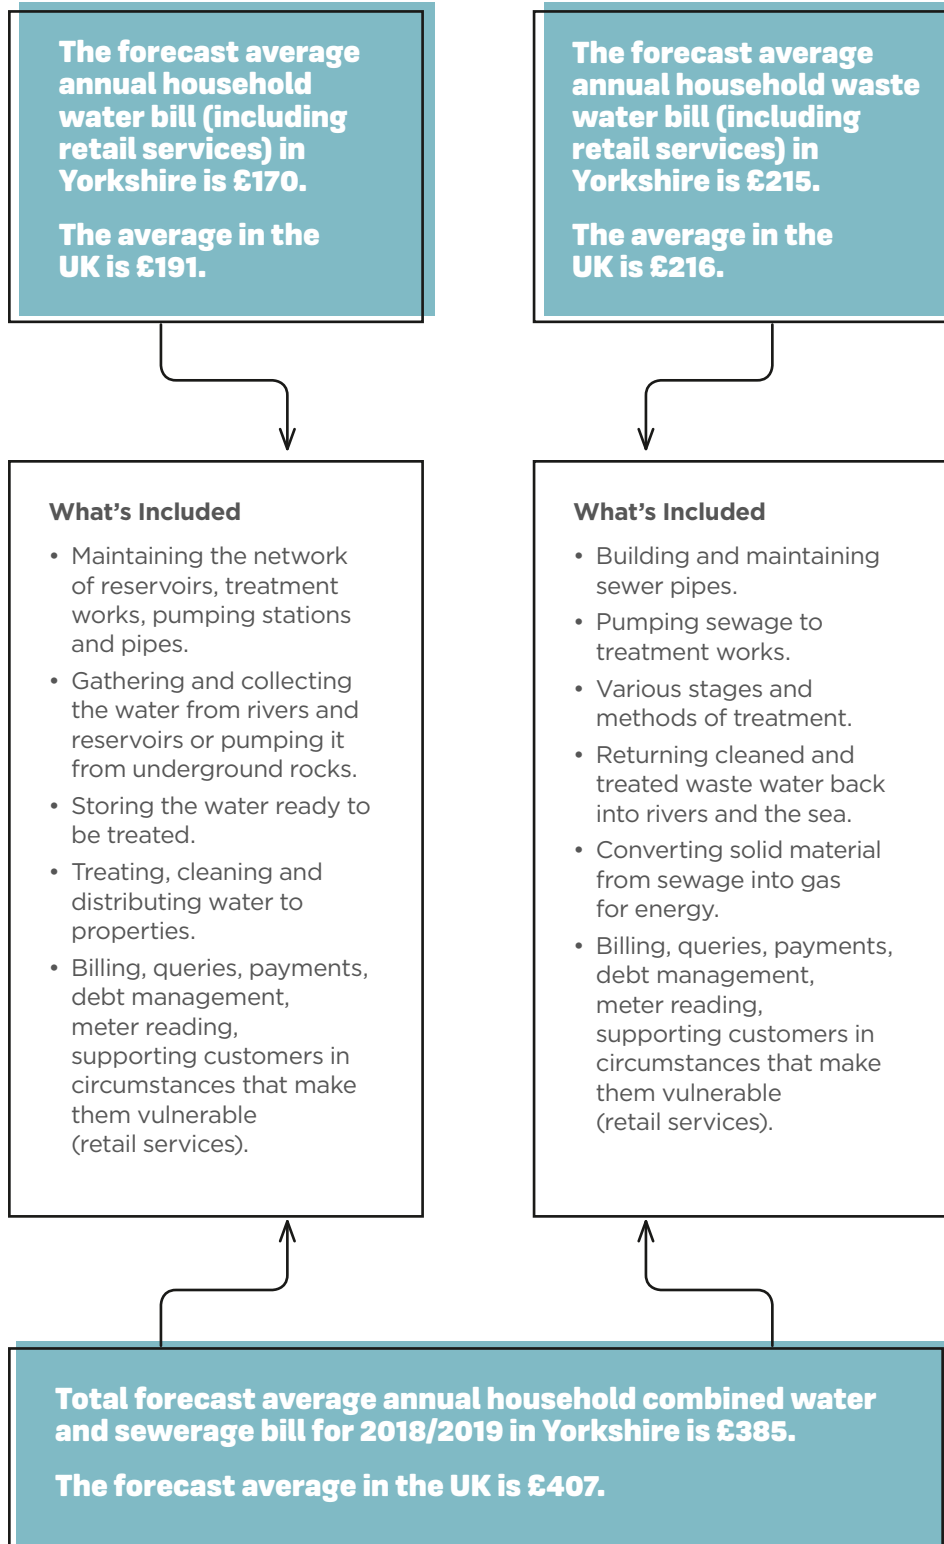 The forecast average
annual household
water bill (including
retail services) in
Yorkshire is £170.
The average in the
UK is £191.
The forecast average
annual household waste
water bill (including
retail services) in
Yorkshire is £215.
The average in the
UK is £216.
What's Included
• Maintaining the network
of reservoirs, treatment
works, pumping stations
and pipes.
• Gathering and collecting
the water from rivers and
reservoirs or pumping it
from underground rocks.
• Storing the water ready to
be treated.
• Treating, cleaning and
distributing water to
properties.
• Billing, queries, payments,
debt management,
meter reading,
supporting customers in
circumstances that make
them vulnerable
(retail services).
What's Included
• Building and maintaining
sewer pipes.
• Pumping sewage to
treatment works.
• Various stages and
methods of treatment.
• Returning cleaned and
treated waste water back
into rivers and the sea.
• Converting solid material
from sewage into gas
for energy.
• Billing, queries, payments,
debt management,
meter reading,
supporting customers in
circumstances that make
them vulnerable
(retail services).
Total forecast average annual household combined water
and sewerage bill for 2018/2019 in Yorkshire is £385.
The forecast average in the UK is £407.